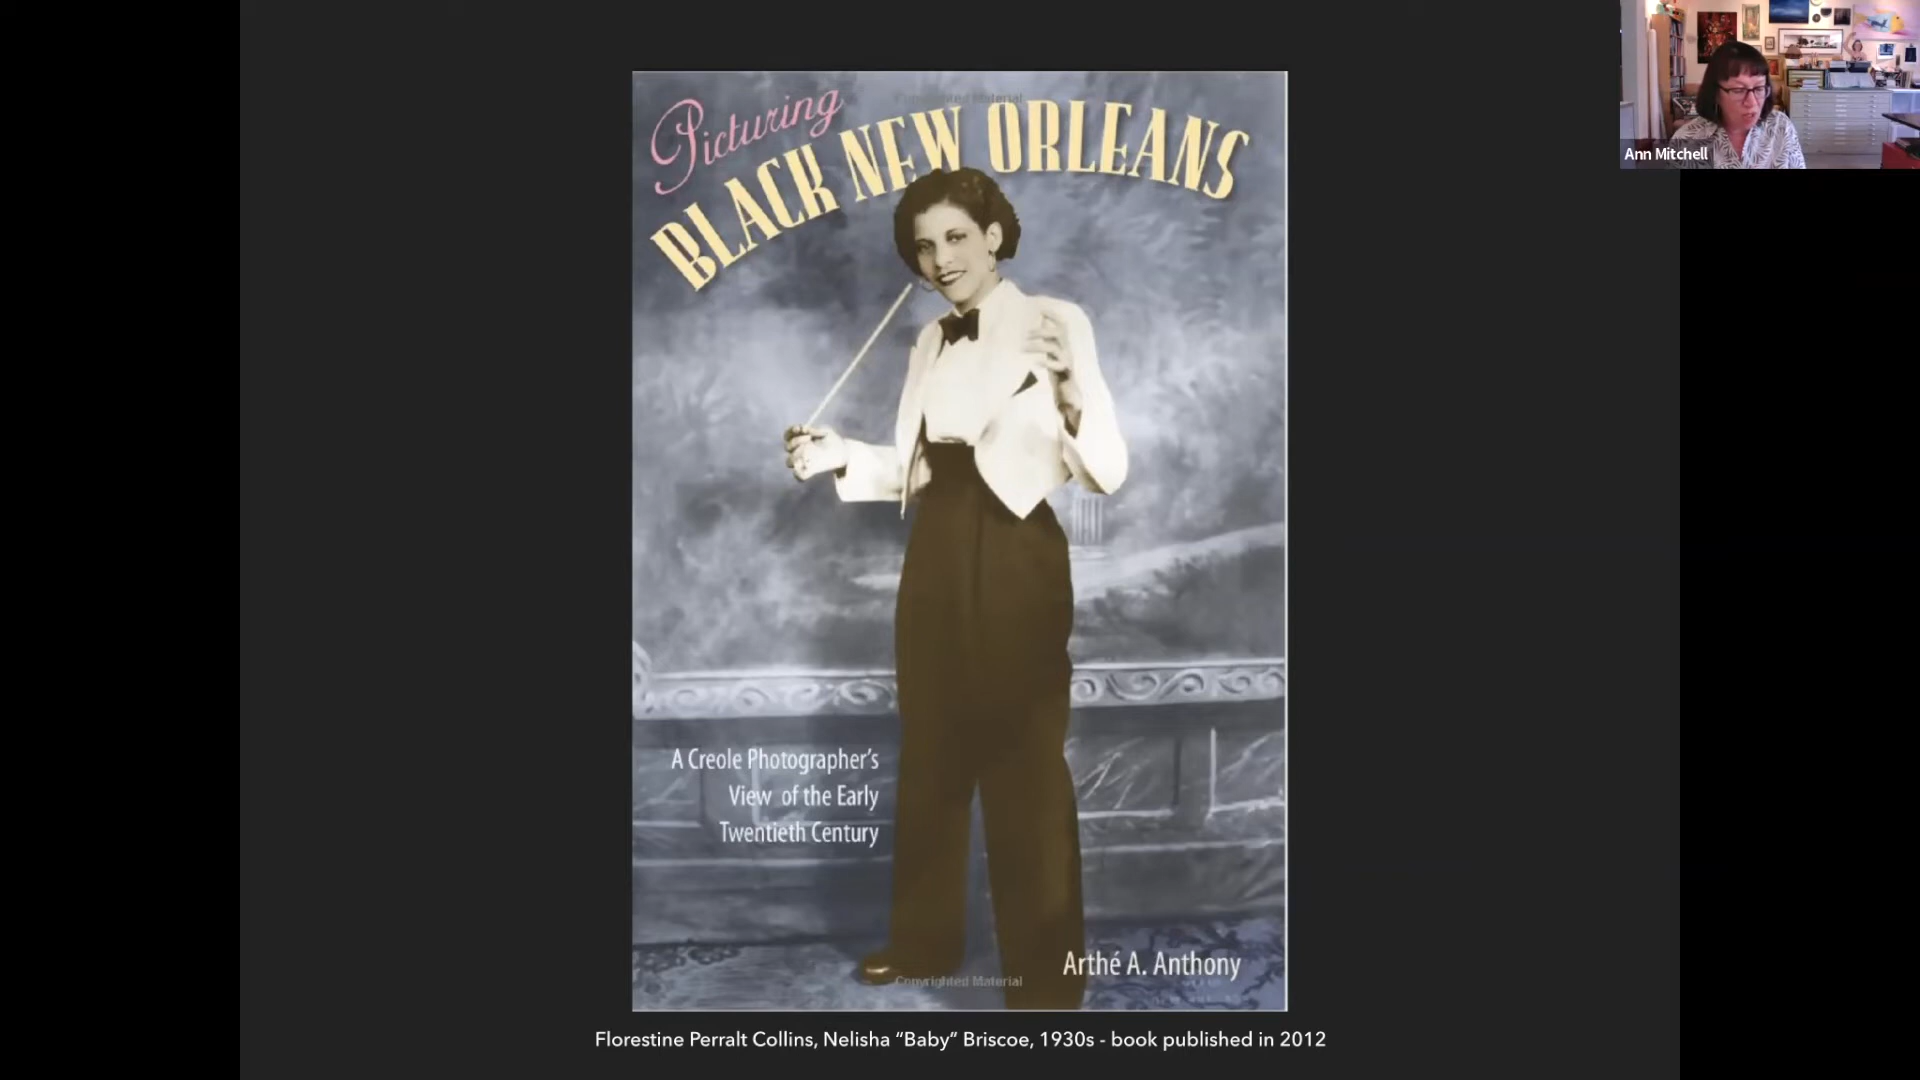 Copyrighted Material
Picturing
BLACK NEW ORLEANS
A Creole Photographer's
View of the Early
Twentieth Century
Arthé A. Anthony
Copyrighted Material
Florestine Perralt Collins, Nelisha “Baby” Briscoe, 1930s - book published in 2012
Ann Mitchell